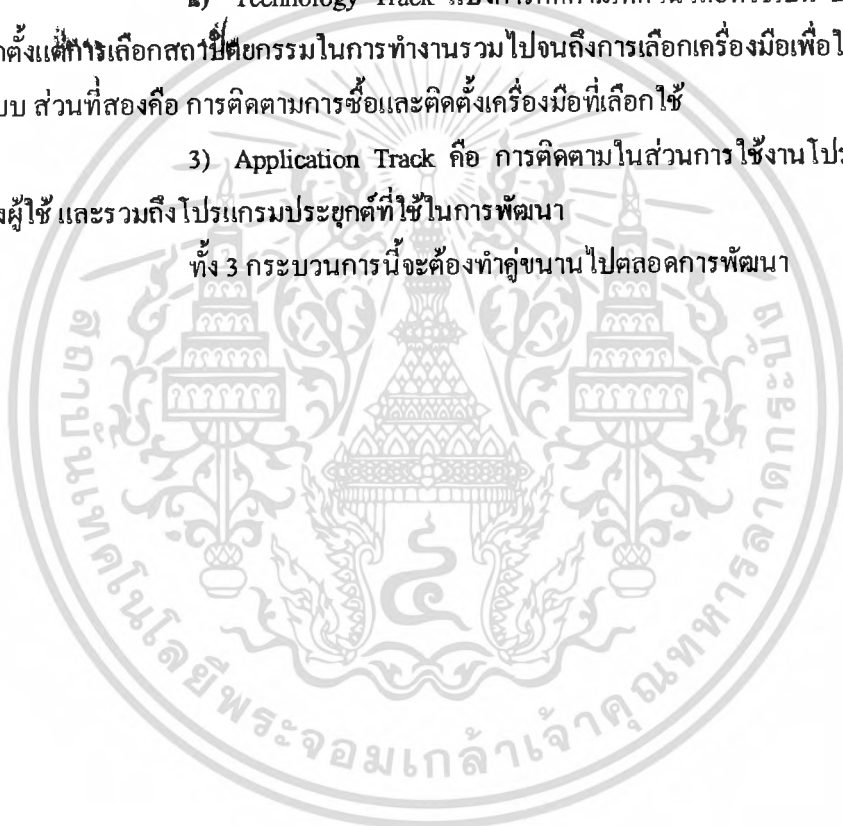 Technology Track
กตั้งแต่การเลือกสถาปัตยกรรมในการทำงานรวมไปจนถึงการเลือกเครื่องมือเพื่อใ
บบ ส่วนที่สองคือ การติดตามการซื้อและติดตั้งเครื่องมือที่เลือกใช้
3) Application Track คือ การติดตามในส่วนการใช้งานโปร
งผู้ใช้ และรวมถึงโปรแกรมประยุกต์ที่ใช้ในการพัฒนา
ทั้ง 3 กระบวนการนี้จะต้องทำคู่ขนานไปตลอดการพัฒนา
สถาบันเทคโนโลยีพระจอมเกล้าเจ้าคุณทหารลาดกระบัง